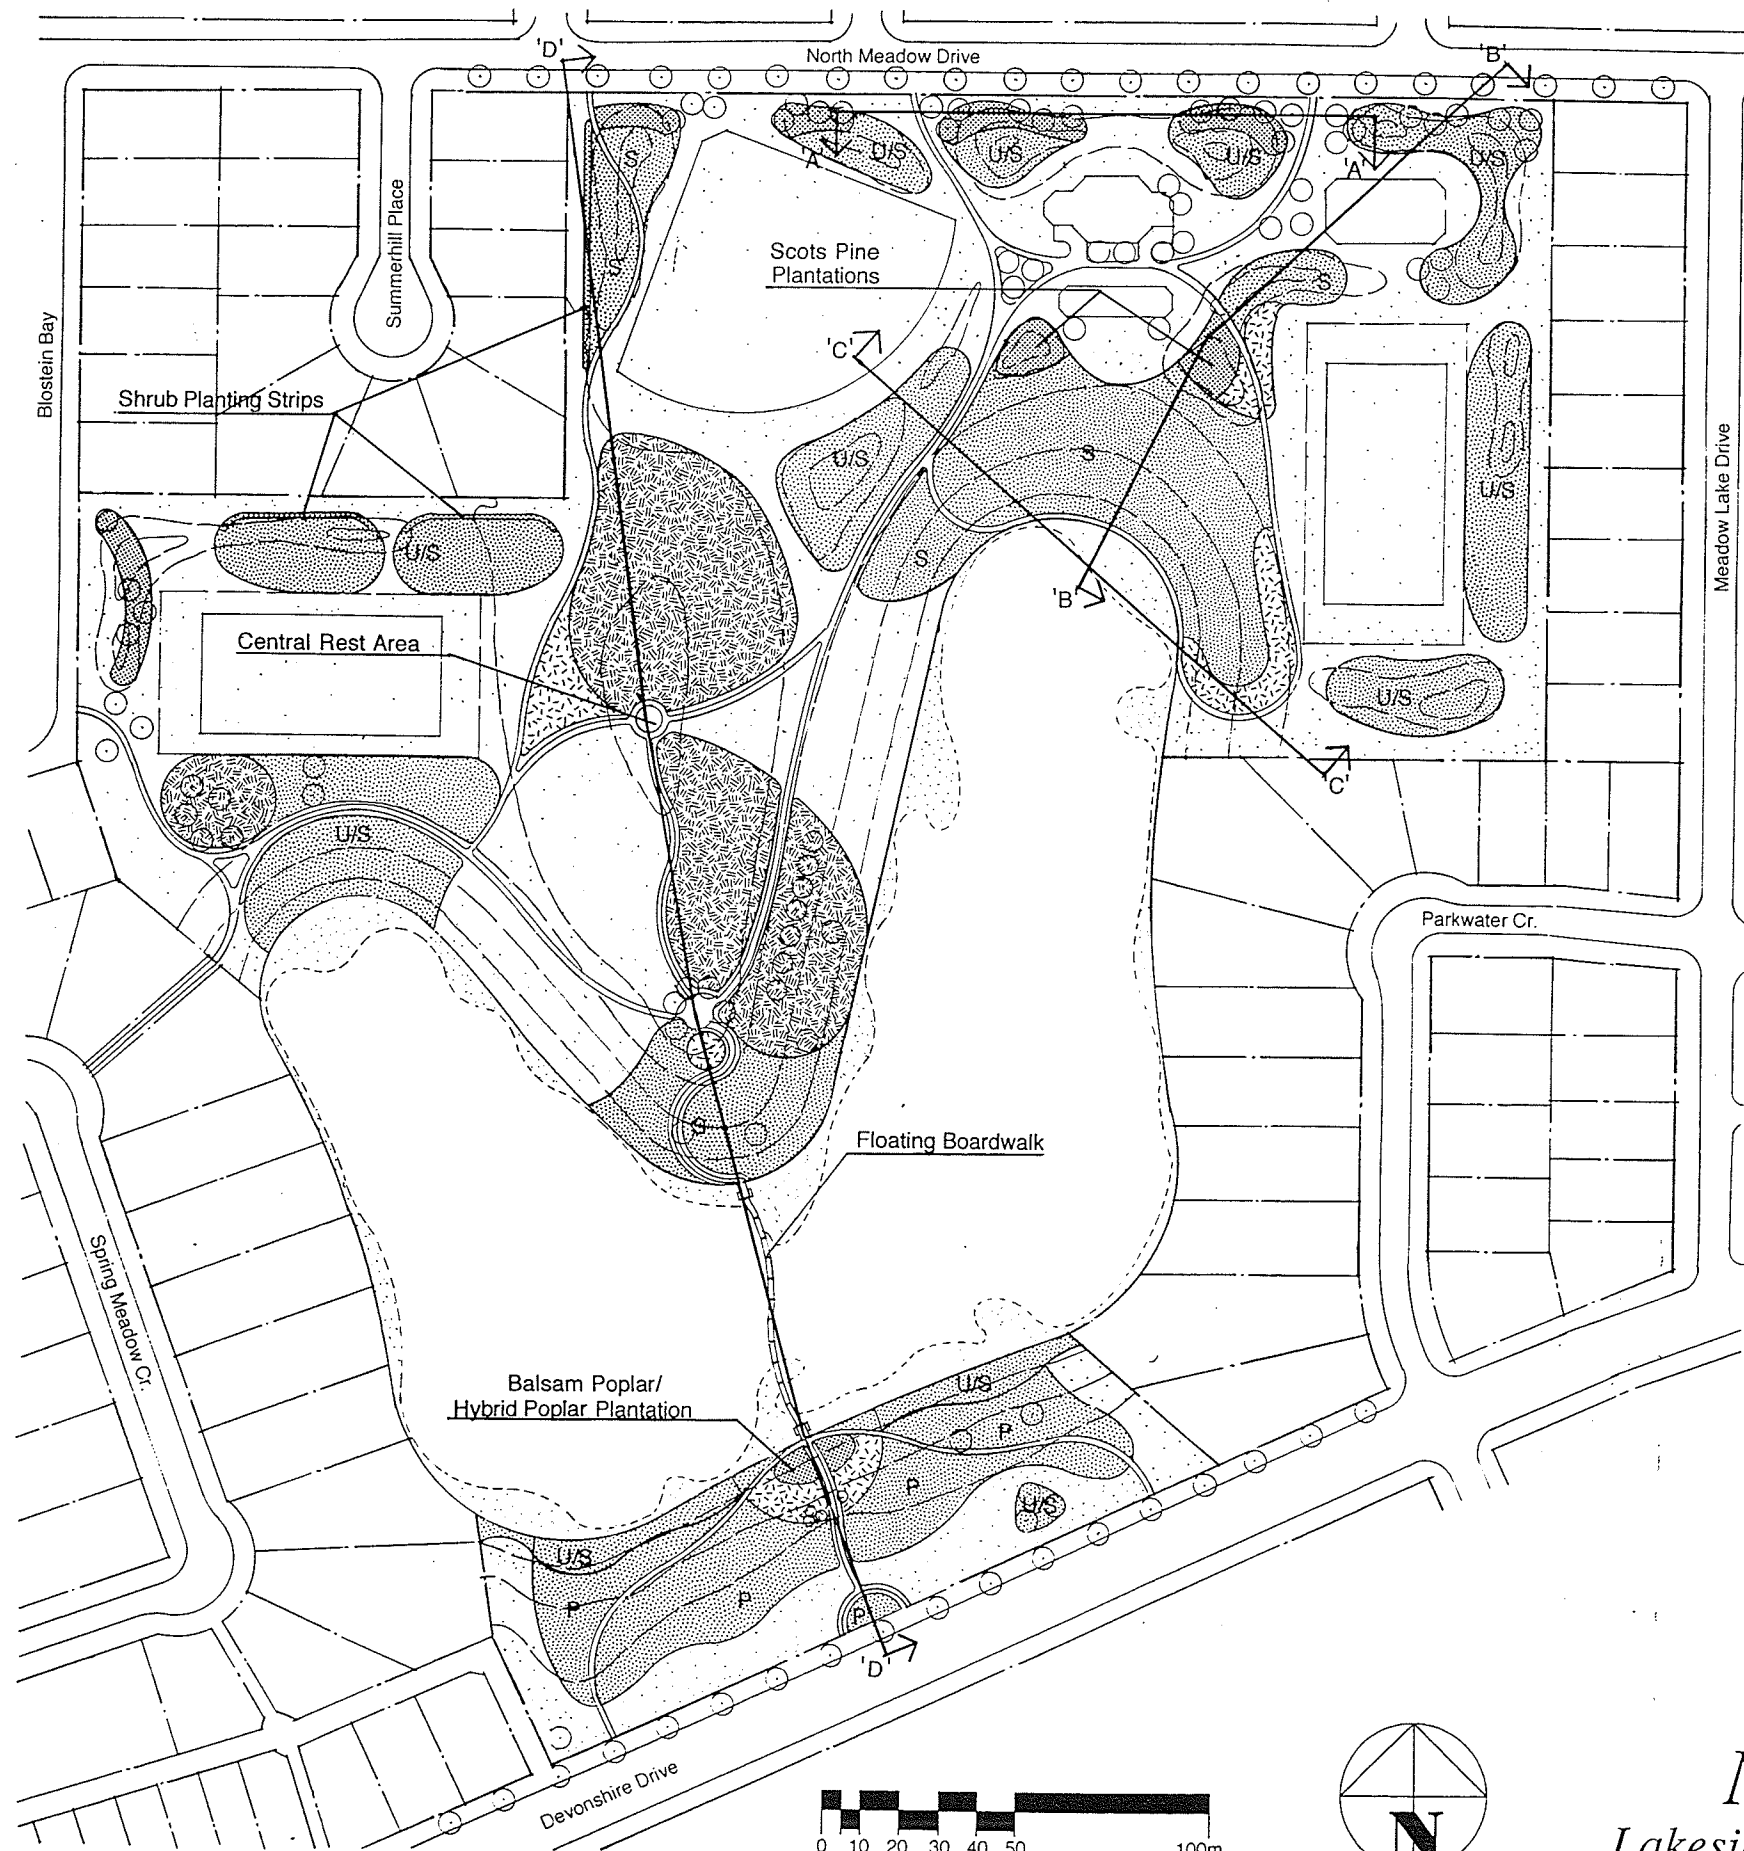 'D'
North Meadow Drive
'B'
S
'A'
U/S
U/S
U/S
'A'
U/S
Summerhill Place
Scots Pine
Plantations
S
S
Blostein Bay
'C'
Shrub Planting Strips
U/S
S
U/S
Meadow Lake Drive
U/S
S
'B'
Central Rest Area
U/S
'C'
U/S
Parkwater Cr.
S
Floating Boardwalk
Spring Meadow Cr.
Balsam Poplar/
Hybrid Poplar Plantation
U/S
P
P
U/S
U/S
P
P
P
'D'
Devonshire Drive
0 10 20 30 40 50 100m
N
Lakesi